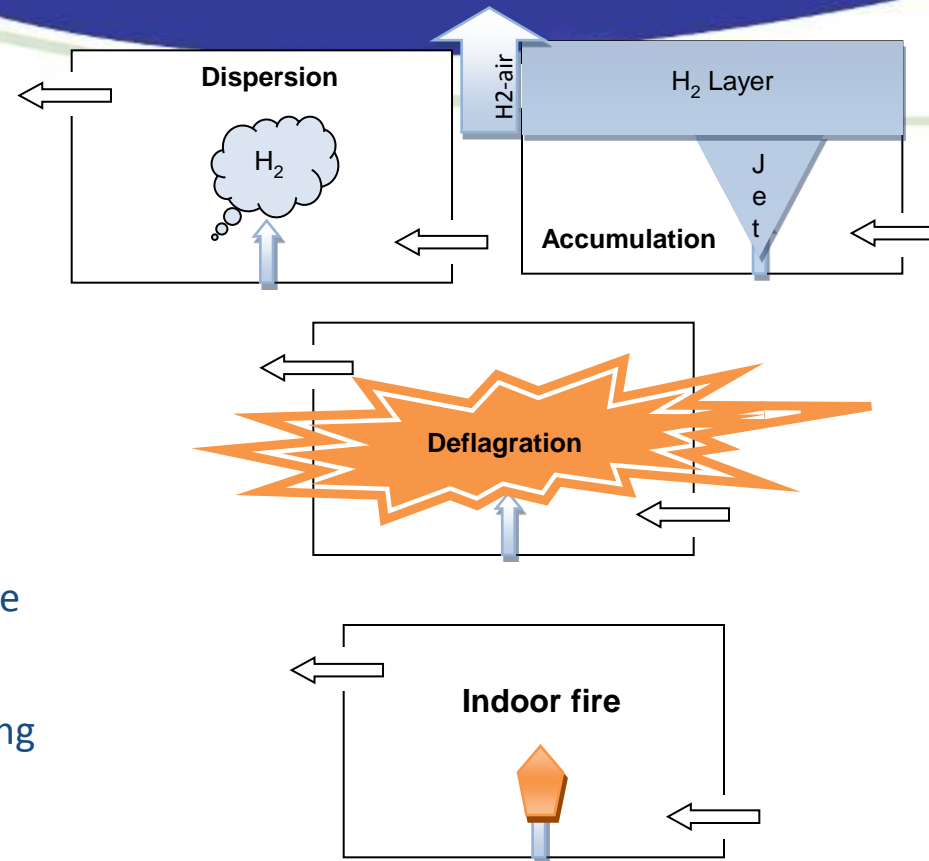 Dispersion
H2
H2-air
H2 Layer
J
e
t
Accumulation
Deflagration
e
Indoor fire
ng